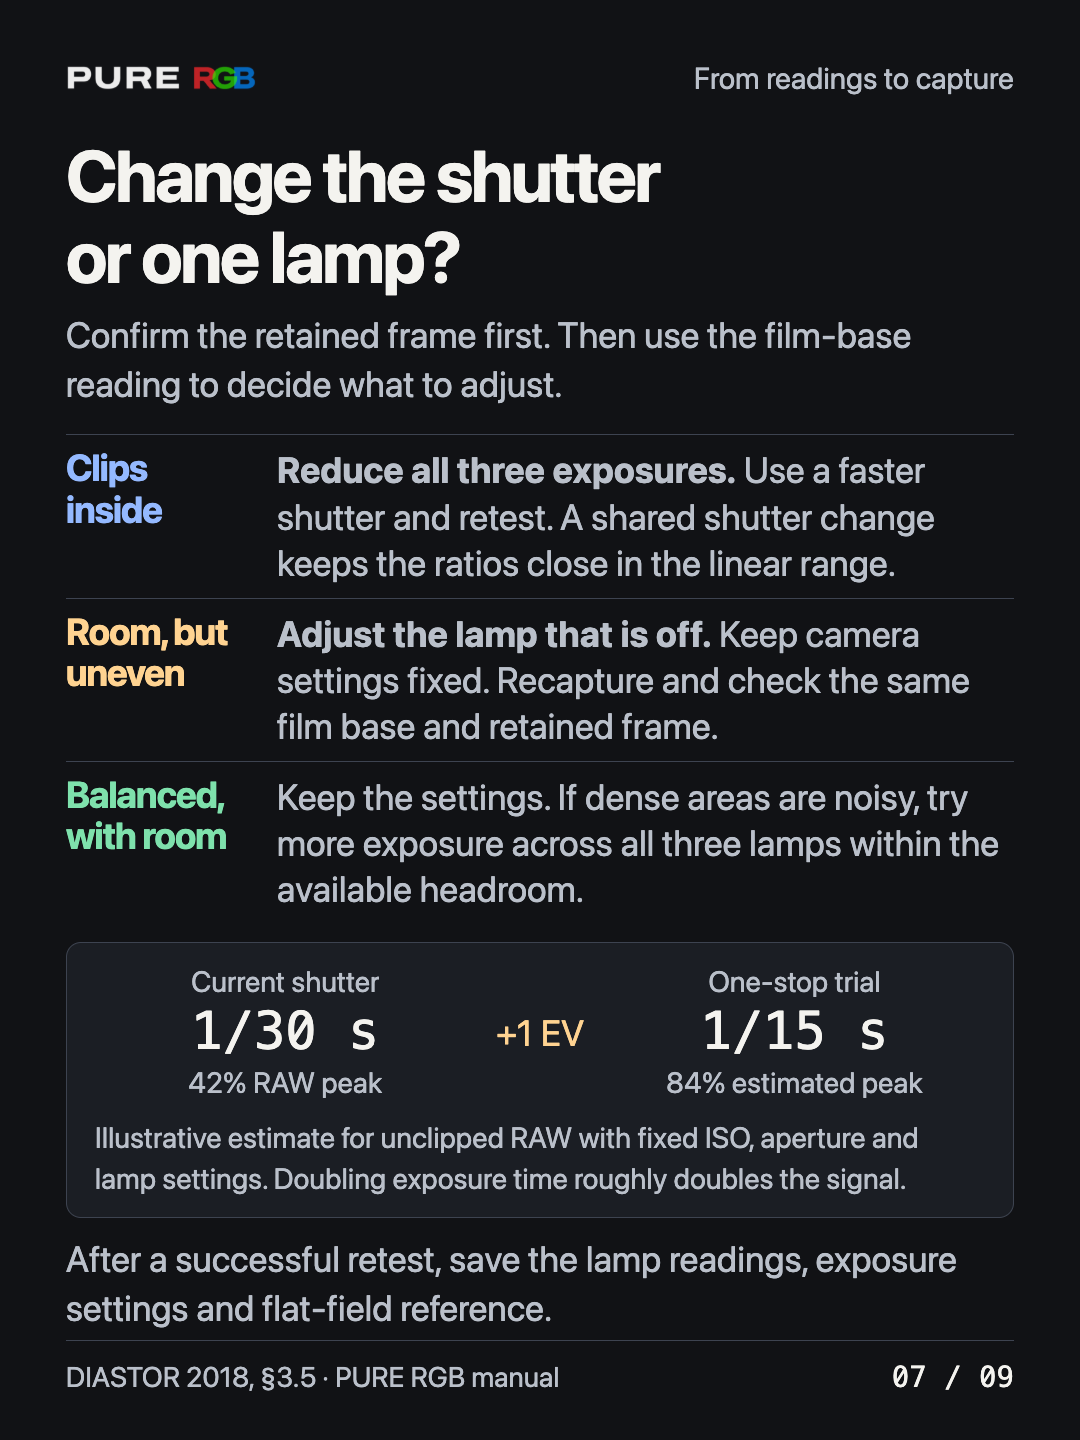 PURE RGB
From readings to capture
Change the shutter
or one lamp?
Confirm the retained frame first. Then use the film-base
reading to decide what to adjust.
Clips
inside
Reduce all three exposures. Use a faster
shutter and retest. A shared shutter change
keeps the ratios close in the linear range.
Room, but
uneven
Adjust the lamp that is off. Keep camera
settings fixed. Recapture and check the same
film base and retained frame.
Balanced,
with room
Keep the settings. If dense areas are noisy, try
more exposure across all three lamps within the
available headroom.
Current shutter
1/30 s
42% RAW peak
+1 EV
One-stop trial
1/15 s
84% estimated peak
Illustrative estimate for unclipped RAW with fixed ISO, aperture and
lamp settings. Doubling exposure time roughly doubles the signal.
After a successful retest, save the lamp readings, exposure
settings and flat-field reference.
DIASTOR 2018, §3.5 · PURE RGB manual
07 / 09